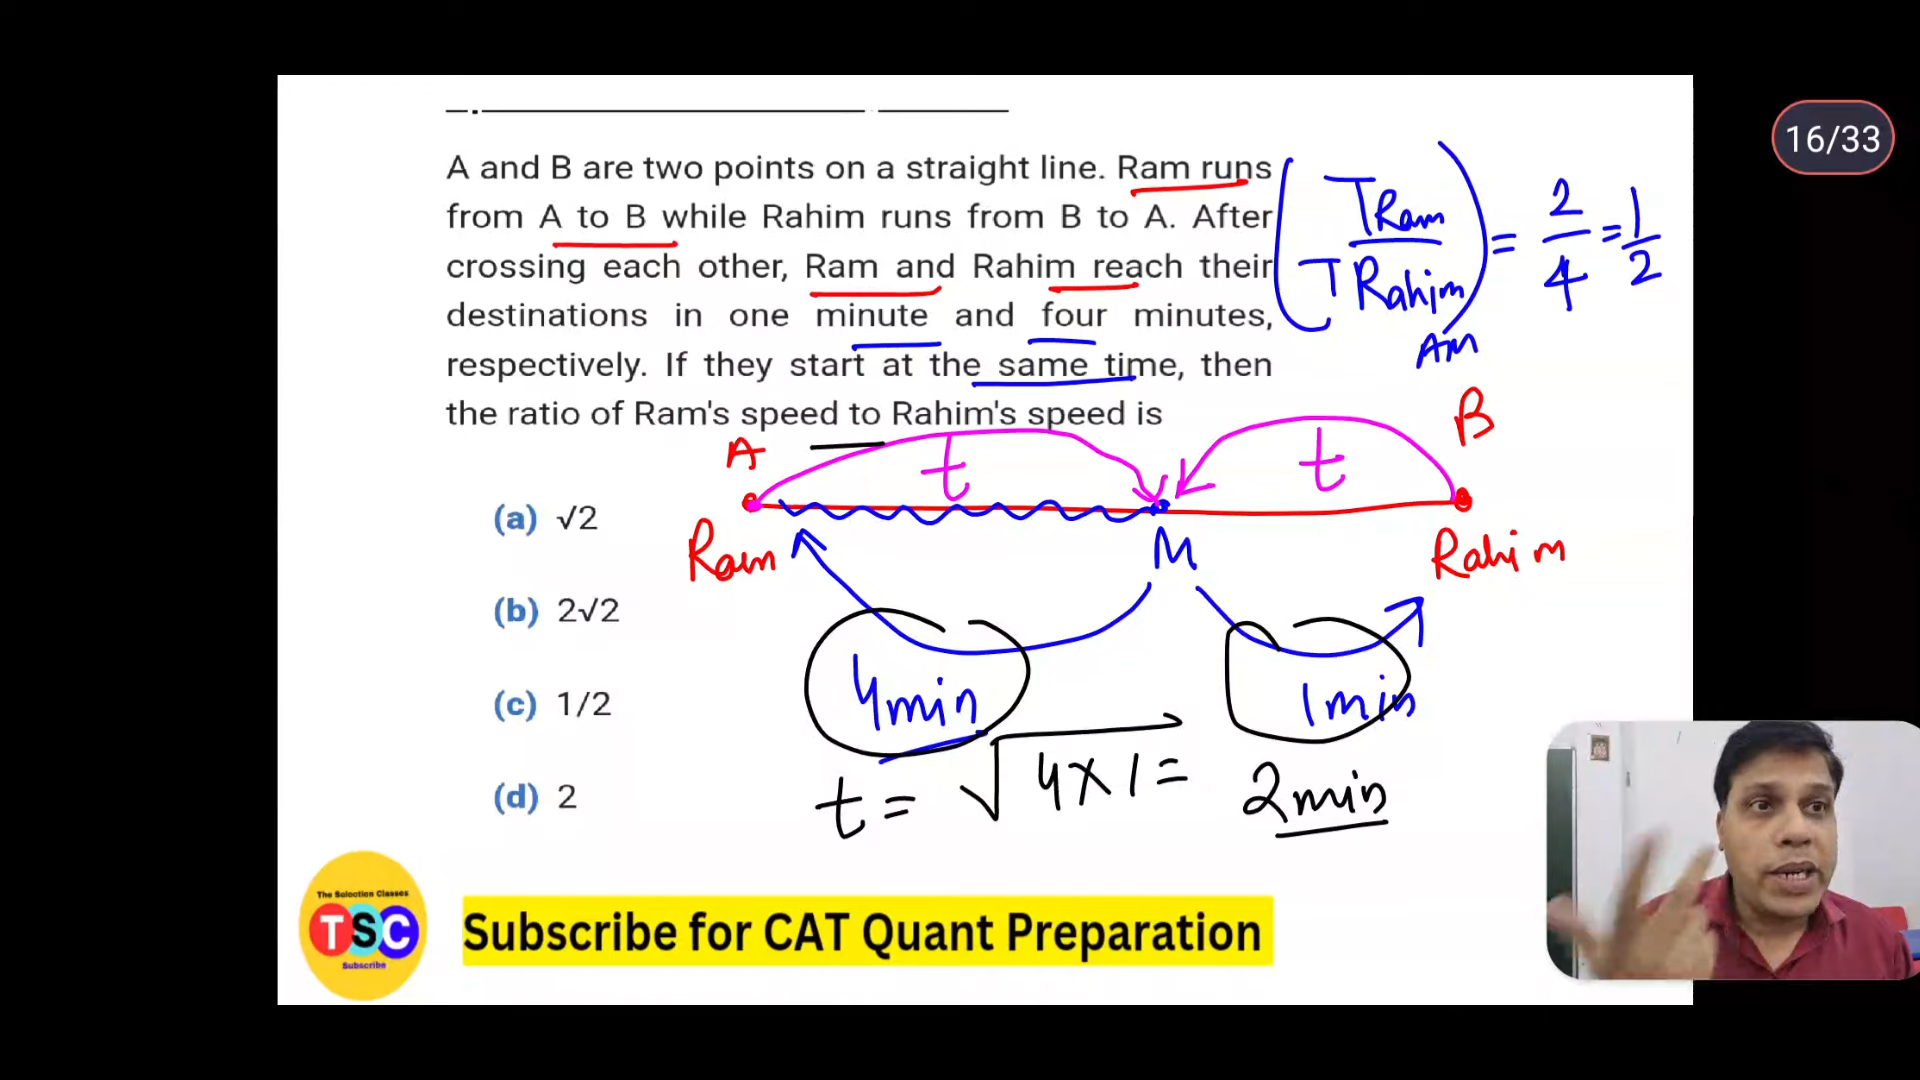 16/33
A and B are two points on a straight line. Ram runs
from A to B while Rahim runs from B to A. After
crossing each other, Ram and Rahim reach their
destinations in one minute and four minutes,
respectively. If they start at the same time, then
the ratio of Ram's speed to Rahim's speed is
(TRam / TRahim) AM = 2/4 = 1/2
A
t
t
B
Ram
M
Rahim
4min
1min
t = √4×1 = 2min
(a) √2
(b) 2√2
(c) 1/2
(d) 2
The Selection Classes
TSC
Subscribe
Subscribe for CAT Quant Preparation